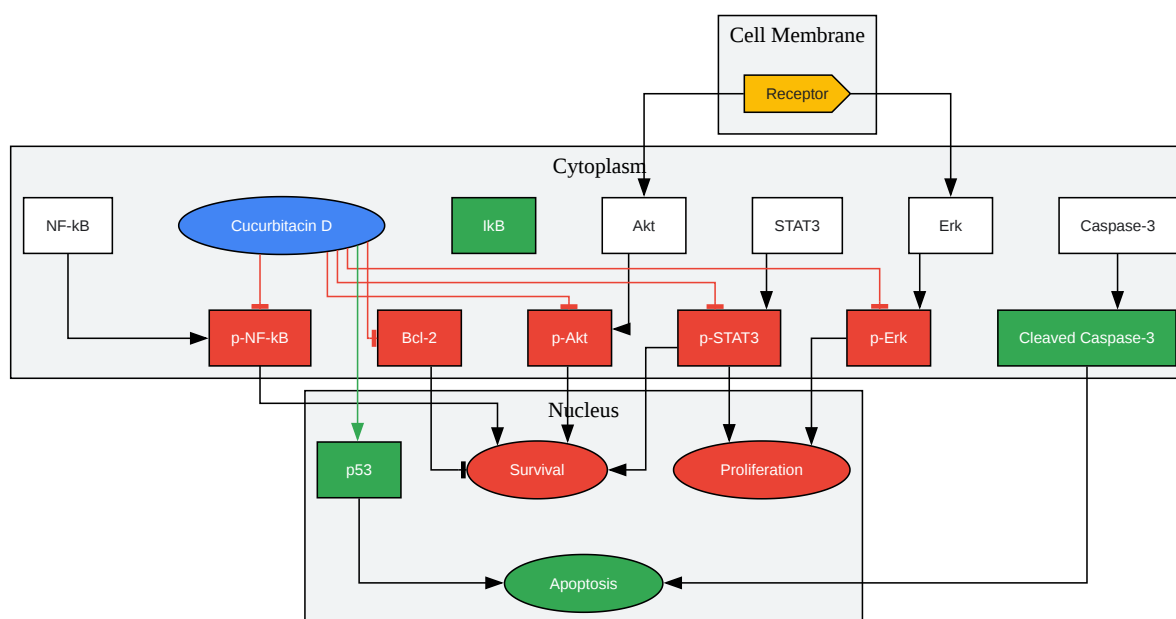 Cell Membrane
Receptor
Cytoplasm
NF-kB
Cucurbitacin D
IkB
Akt
STAT3
Erk
Caspase-3
p-NF-kB
Bcl-2
p-Akt
p-STAT3
p-Erk
Cleaved Caspase-3
Nucleus
p53
Survival
Proliferation
Apoptosis